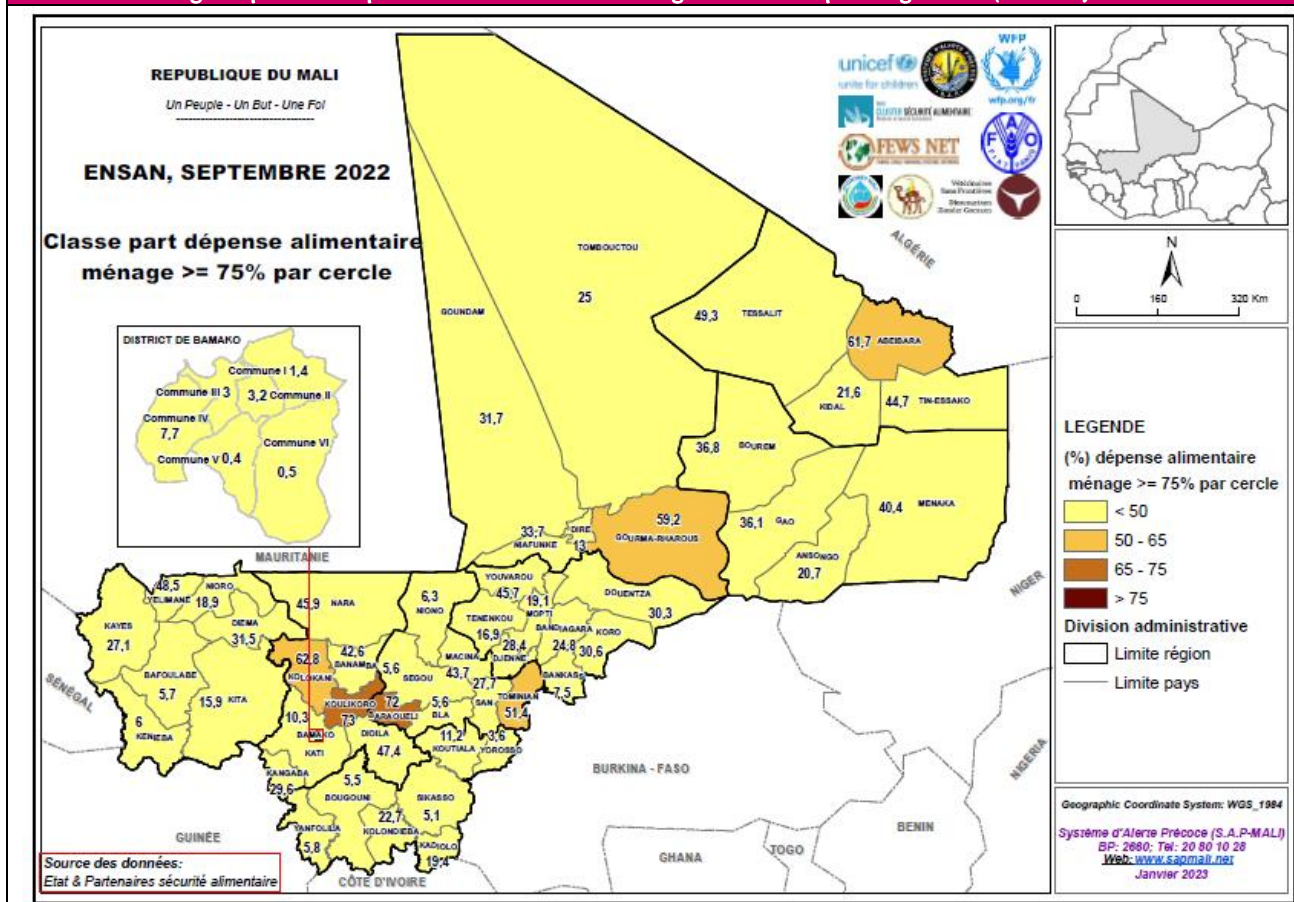 REPUBLIQUE DU MALI
Un Peuple - Un But - Une Foi
ENSAN, SEPTEMBRE 2022
Classe part dépense alimentaire
ménage >= 75% par cercle
unicef
unite for children
WFP
wfp.org/fr
CLUSTER SÉCURITÉ ALIMENTAIRE
FEWS NET
FAO
FIAT PANIS
Vétérinaires
Sans Frontières
DISTRICT DE BAMAKO
Commune I 1,4
Commune III 3
3,2 Commune II
Commune IV
7,7
Commune VI
Commune V 0,4
0,5
ALGÉRIE
TOMBOUCTOU
25
GOUNDAM
31,7
49,3 TESSALIT
61,7 ABEIBARA
21,6
KIDAL
44,7 TIN-ESSAKO
36,8 BOUREM
40,4 MENAKA
59,2
GOURMA-RHAROUS
36,1 GAO
ANSONGO
20,7
33,7
NIAFUNKE
DIRE
13
MAURITANIE
NIGER
YOUVAROU
45,7
19,1
MOPTI
DOUENTZA
30,3
48,5
YELIMANE
NIORO
18,9
45,9 NARA
6,3
NIONO
TENENKOU
16,9
BANDIAGARA
24,8
KORO
30,6
KAYES
27,1
DIEMA
31,5
28,4
DJENNE
62,8
KOLOKANI
42,6
BANAMBA
5,6
SEGOU
MACINA
43,7
BANKASS
7,5
SÉNÉGAL
BAFOULABE
5,7
15,9 KITA
27,7
SAN
TOMINIAN
51,4
KOULIKORO
73
72
BARAOUELI
5,6
BLA
6
KENIEBA
10,3
BAMAKO
KATI
DIOILA
47,4
11,2
KOUTIALA
3,6
YOROSSO
KANGABA
29,6
5,5
BOUGOUNI
SIKASSO
5,1
BURKINA - FASO
NIGERIA
YANFOLILA
5,8
22,7
KOLONDIEBA
KADIOLO
19,4
GUINÉE
CÔTE D'IVOIRE
GHANA
TOGO
BENIN
Source des données:
Etat & Partenaires sécurité alimentaire
N
0 160 320 Km
LEGENDE
(%) dépense alimentaire
ménage >= 75% par cercle
< 50
50 - 65
65 - 75
> 75
Division administrative
Limite région
Limite pays
Geographic Coordinate System: WGS_1984
Système d'Alerte Précoce (S.A.P-MALI)
BP: 2660; Tel: 20 80 10 28
Web: www.sapmali.net
Janvier 2023